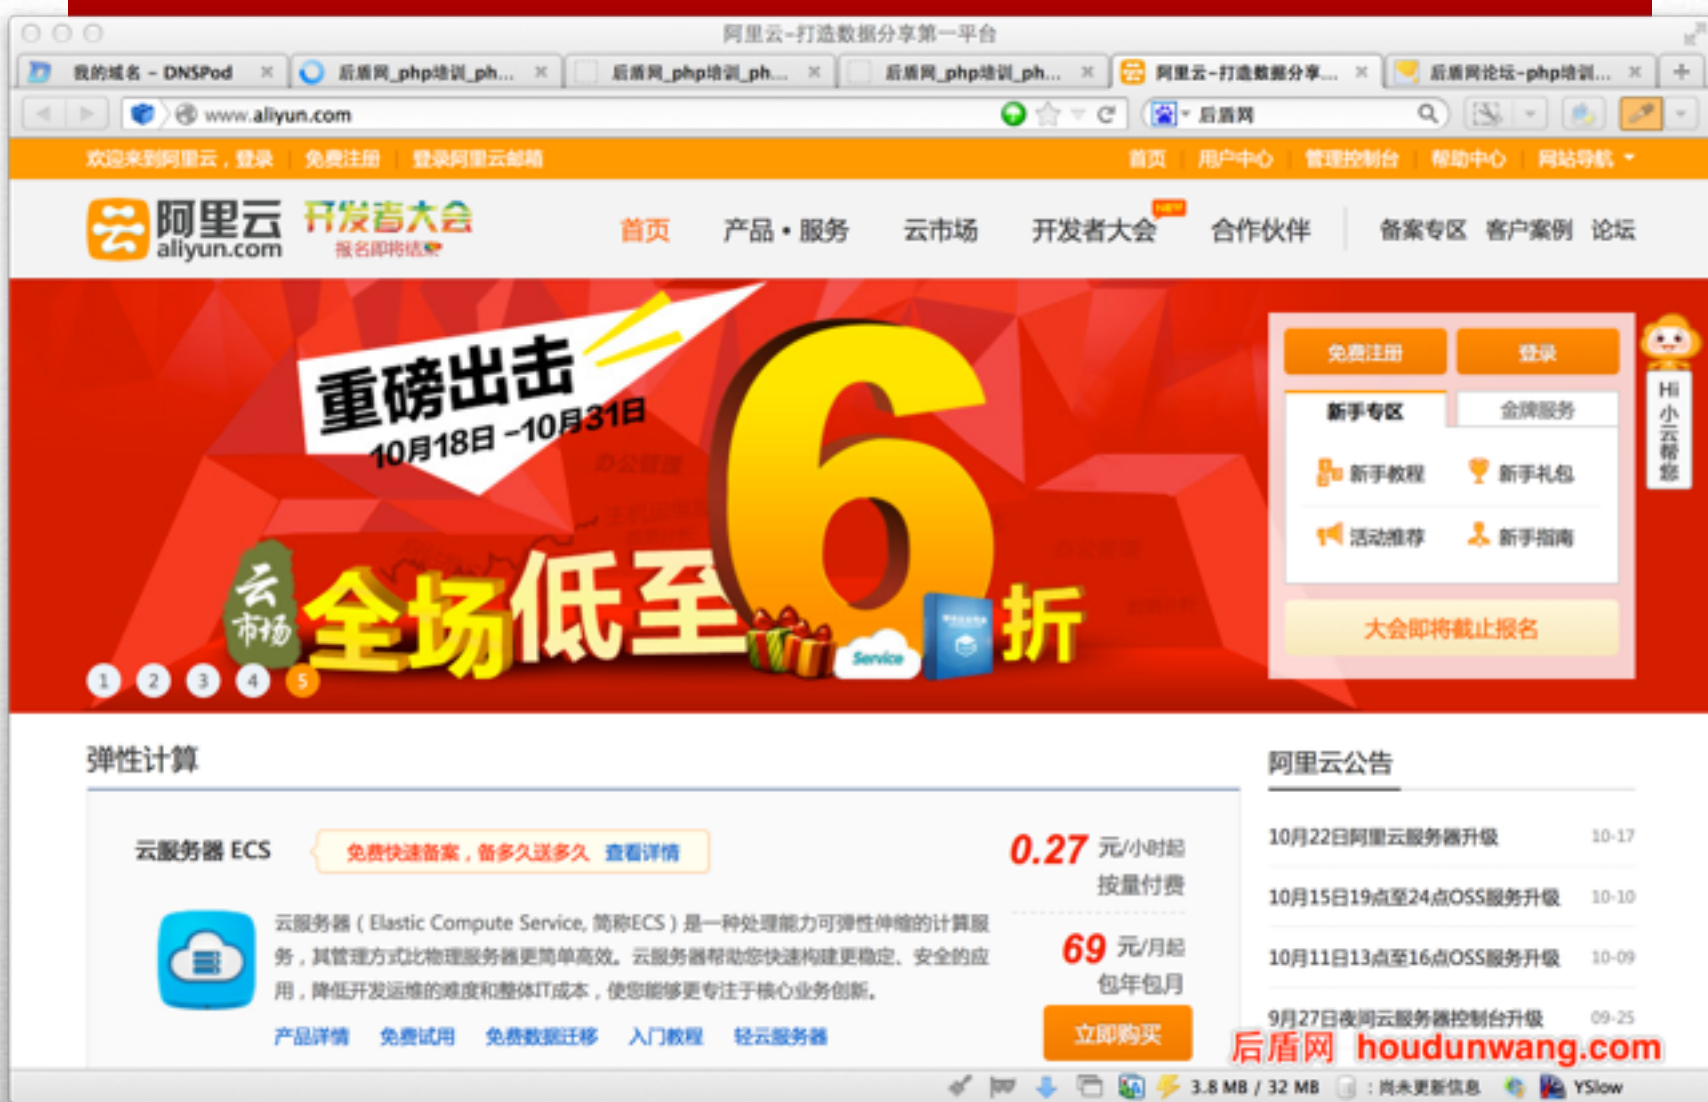 阿里云-打造数据分享第一平台
我的域名 - DNSPod
后盾网_php培训_ph...
后盾网_php培训_ph...
后盾网_php培训_ph...
阿里云-打造数据分享...
后盾网论坛-php培训...
www.aliyun.com
后盾网
欢迎来到阿里云，登录 免费注册 登录阿里云邮箱
首页 用户中心 管理控制台 帮助中心 网站导航
阿里云
aliyun.com
开发者大会
报名即将结束
首页 产品·服务 云市场 开发者大会 NEW 合作伙伴 备案专区 客户案例 论坛
重磅出击
10月18日-10月31日
云市场
全场低至6折
Service
1 2 3 4 5
免费注册 登录
新手专区 金牌服务
新手教程 新手礼包
活动推荐 新手指南
大会即将截止报名
Hi小云帮您
弹性计算
云服务器 ECS
免费快速备案，备多久送多久 查看详情
0.27 元/小时起
按量付费
69 元/月起
包年包月
云服务器（Elastic Compute Service, 简称ECS）是一种处理能力可弹性伸缩的计算服
务，其管理方式比物理服务器更简单高效。云服务器帮助您快速构建更稳定、安全的应
用，降低开发运维的难度和整体IT成本，使您能够更专注于核心业务创新。
产品详情 免费试用 免费数据迁移 入门教程 轻云服务器
立即购买
阿里云公告
10月22日阿里云服务器升级 10-17
10月15日19点至24点OSS服务升级 10-10
10月11日13点至16点OSS服务升级 10-09
9月27日夜间云服务器控制台升级 09-25
后盾网 houdunwang.com
3.8 MB / 32 MB : 尚未更新信息 YSlow